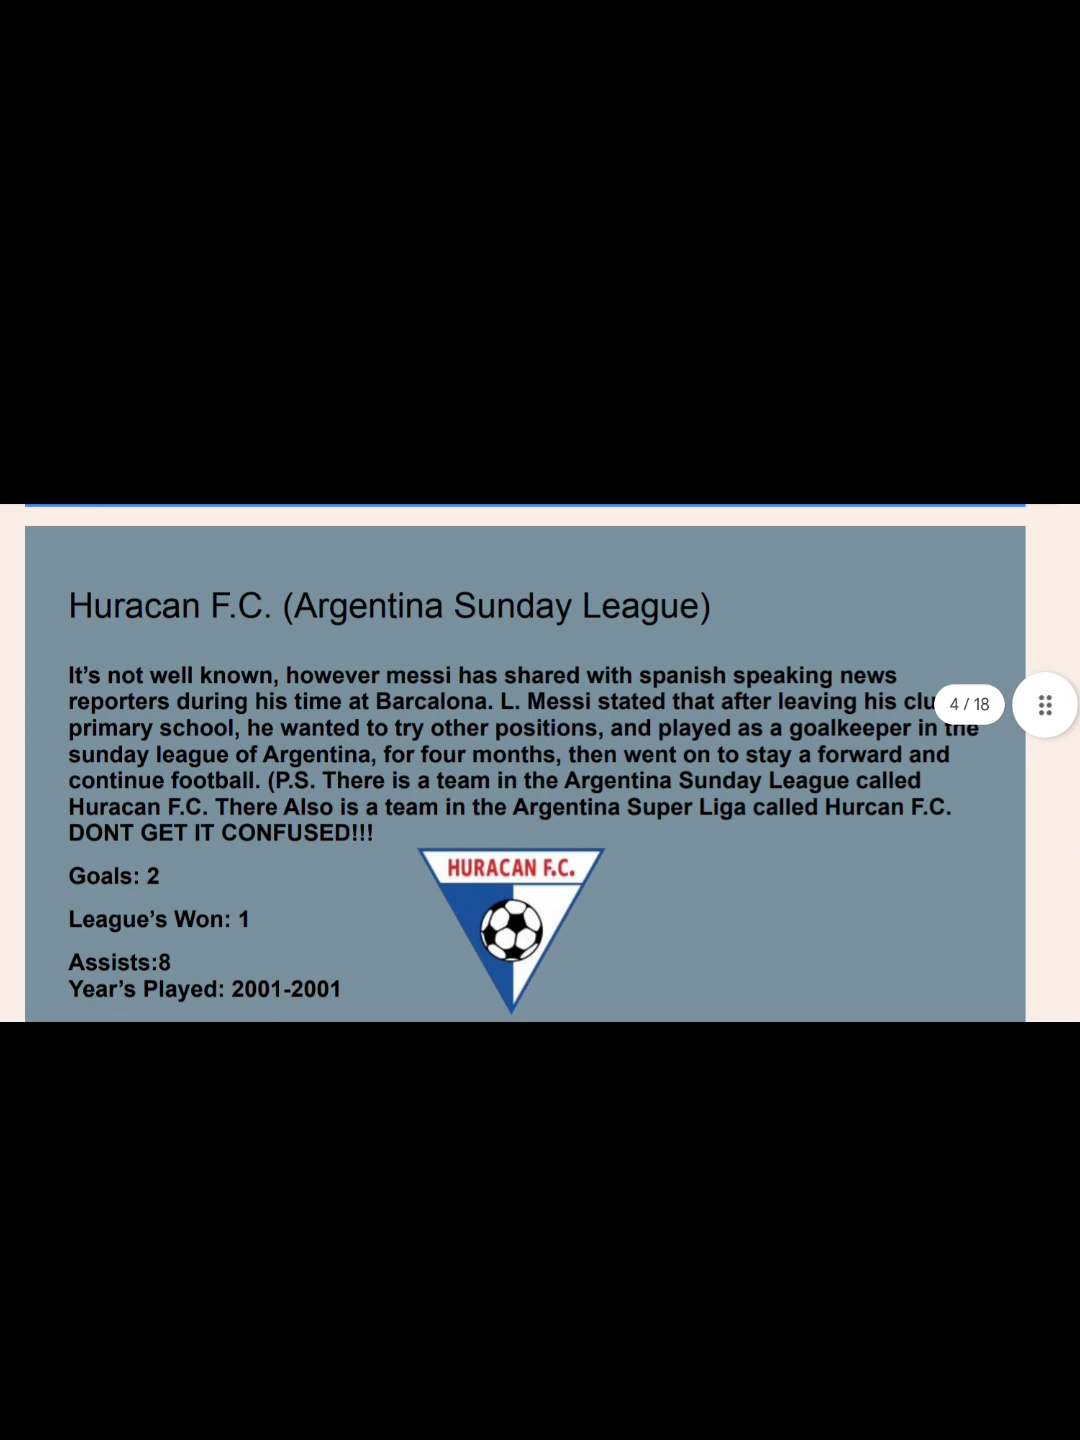 Huracan F.C. (Argentina Sunday League)
It's not well known, however messi has shared with spanish speaking news
reporters during his time at Barcalona. L. Messi stated that after leaving his
4 / 18
primary school, he wanted to try other positions, and played as a goalkeeper in the
sunday league of Argentina, for four months, then went on to stay a forward and
continue football. (P.S. There is a team in the Argentina Sunday League called
Huracan F.C. There Also is a team in the Argentina Super Liga called Hurcan F.C.
DONT GET IT CONFUSED!!!
HURACAN F.C.
Goals: 2
League's Won: 1
Assists:8
Year's Played: 2001-2001